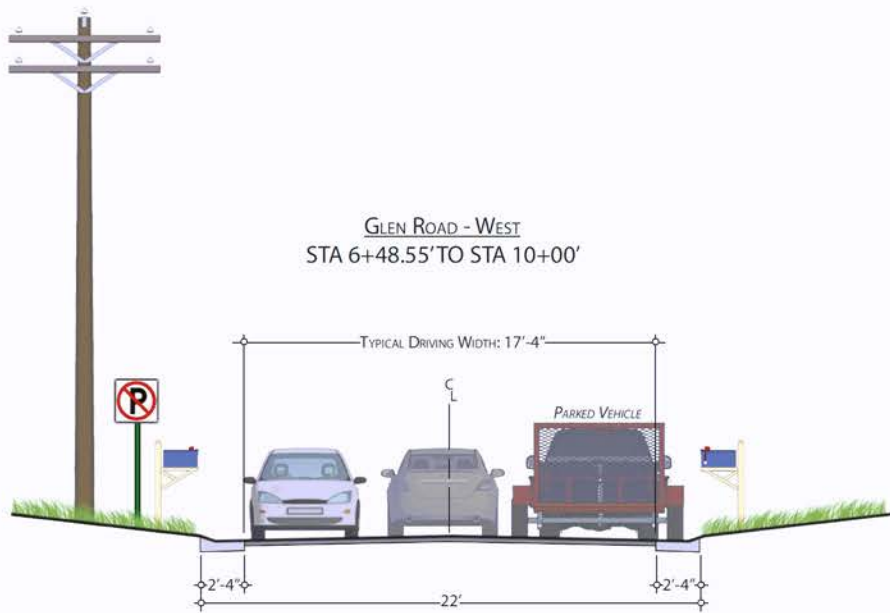 GLEN ROAD - WEST
STA 6+48.55' TO STA 10+00'
TYPICAL DRIVING WIDTH: 17'-4"
C
L
P
PARKED VEHICLE
2'-4"
2'-4"
22'